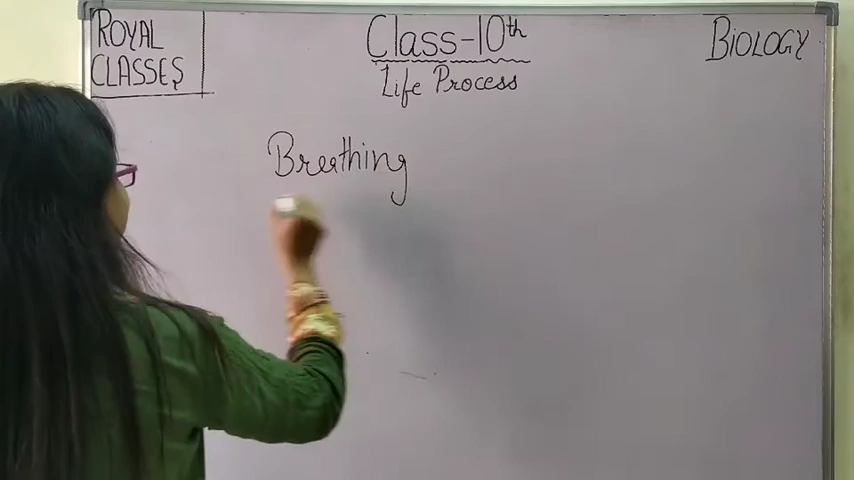 ROYAL
CLASSES
Class-10th
Life Process
BIOLOGY
Breathing